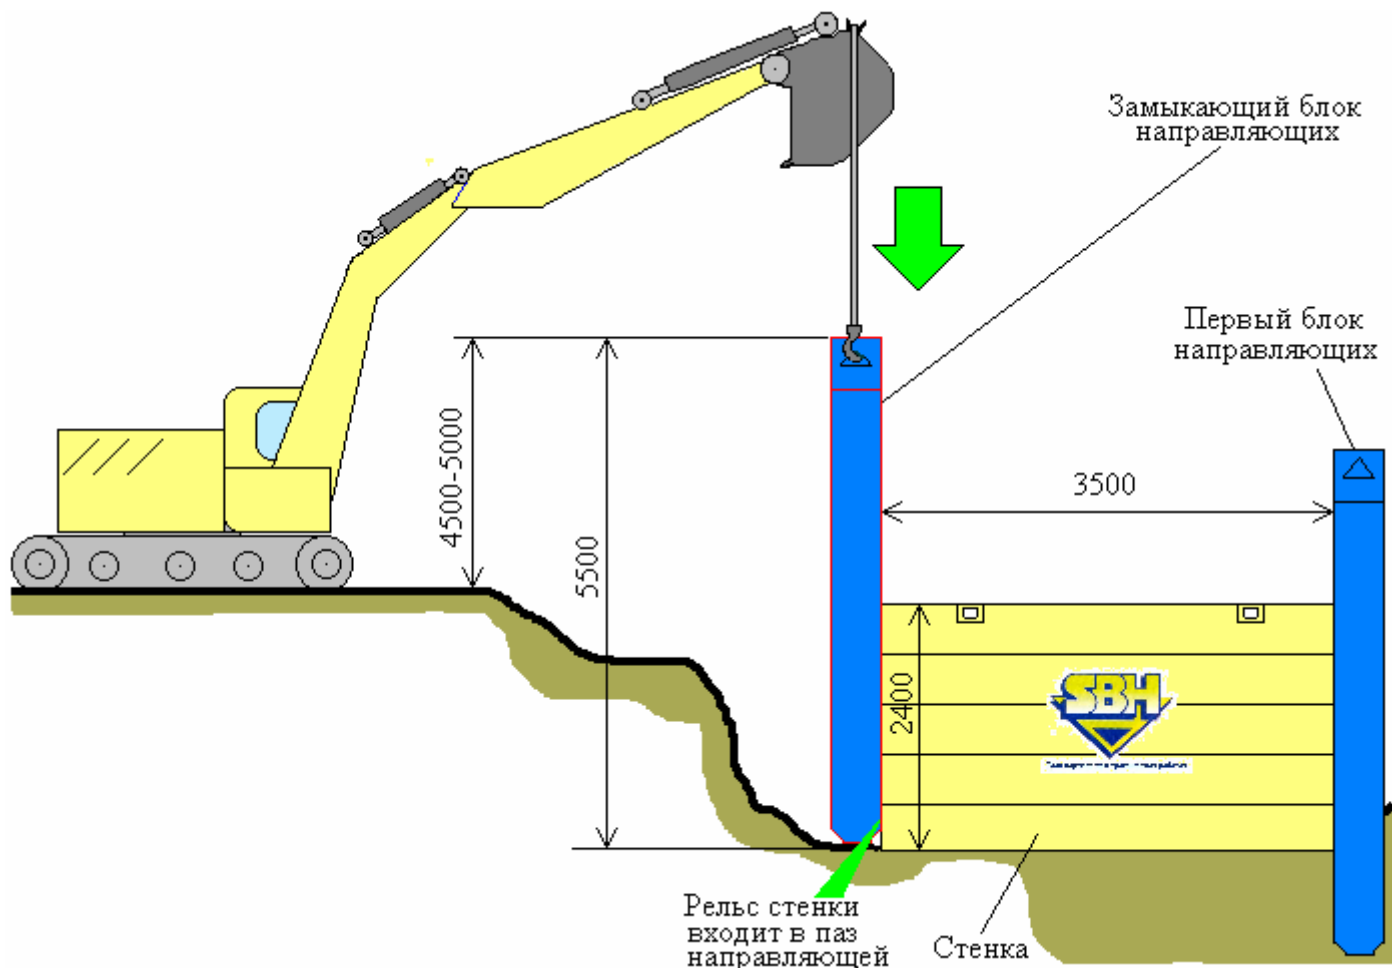 Замыкающий блок
направляющих
Первый блок
направляющих
4500-5000
5500
3500
2400
SBH
Рельс стенки
входит в паз
направляющей
Стенка